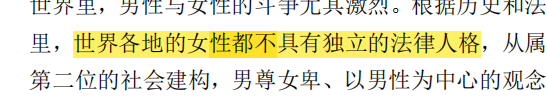 世界里，男性与女性的斗争尤其激烈。根据历史和法
里，世界各地的女性都不具有独立的法律人格，从属
第二位的社会建构，男尊女卑、以男性为中心的观念